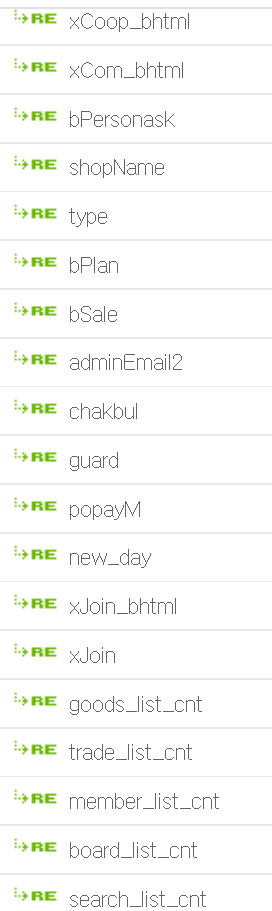 RE xCoop_bhtml
RE xCom_bhtml
RE bPersonask
RE shopName
RE type
RE bPlan
RE bSale
RE adminEmail2
RE chakbul
RE guard
RE popayM
RE new_day
RE xJoin_bhtml
RE xJoin
RE goods_list_cnt
RE trade_list_cnt
RE member_list_cnt
RE board_list_cnt
RE search_list_cnt